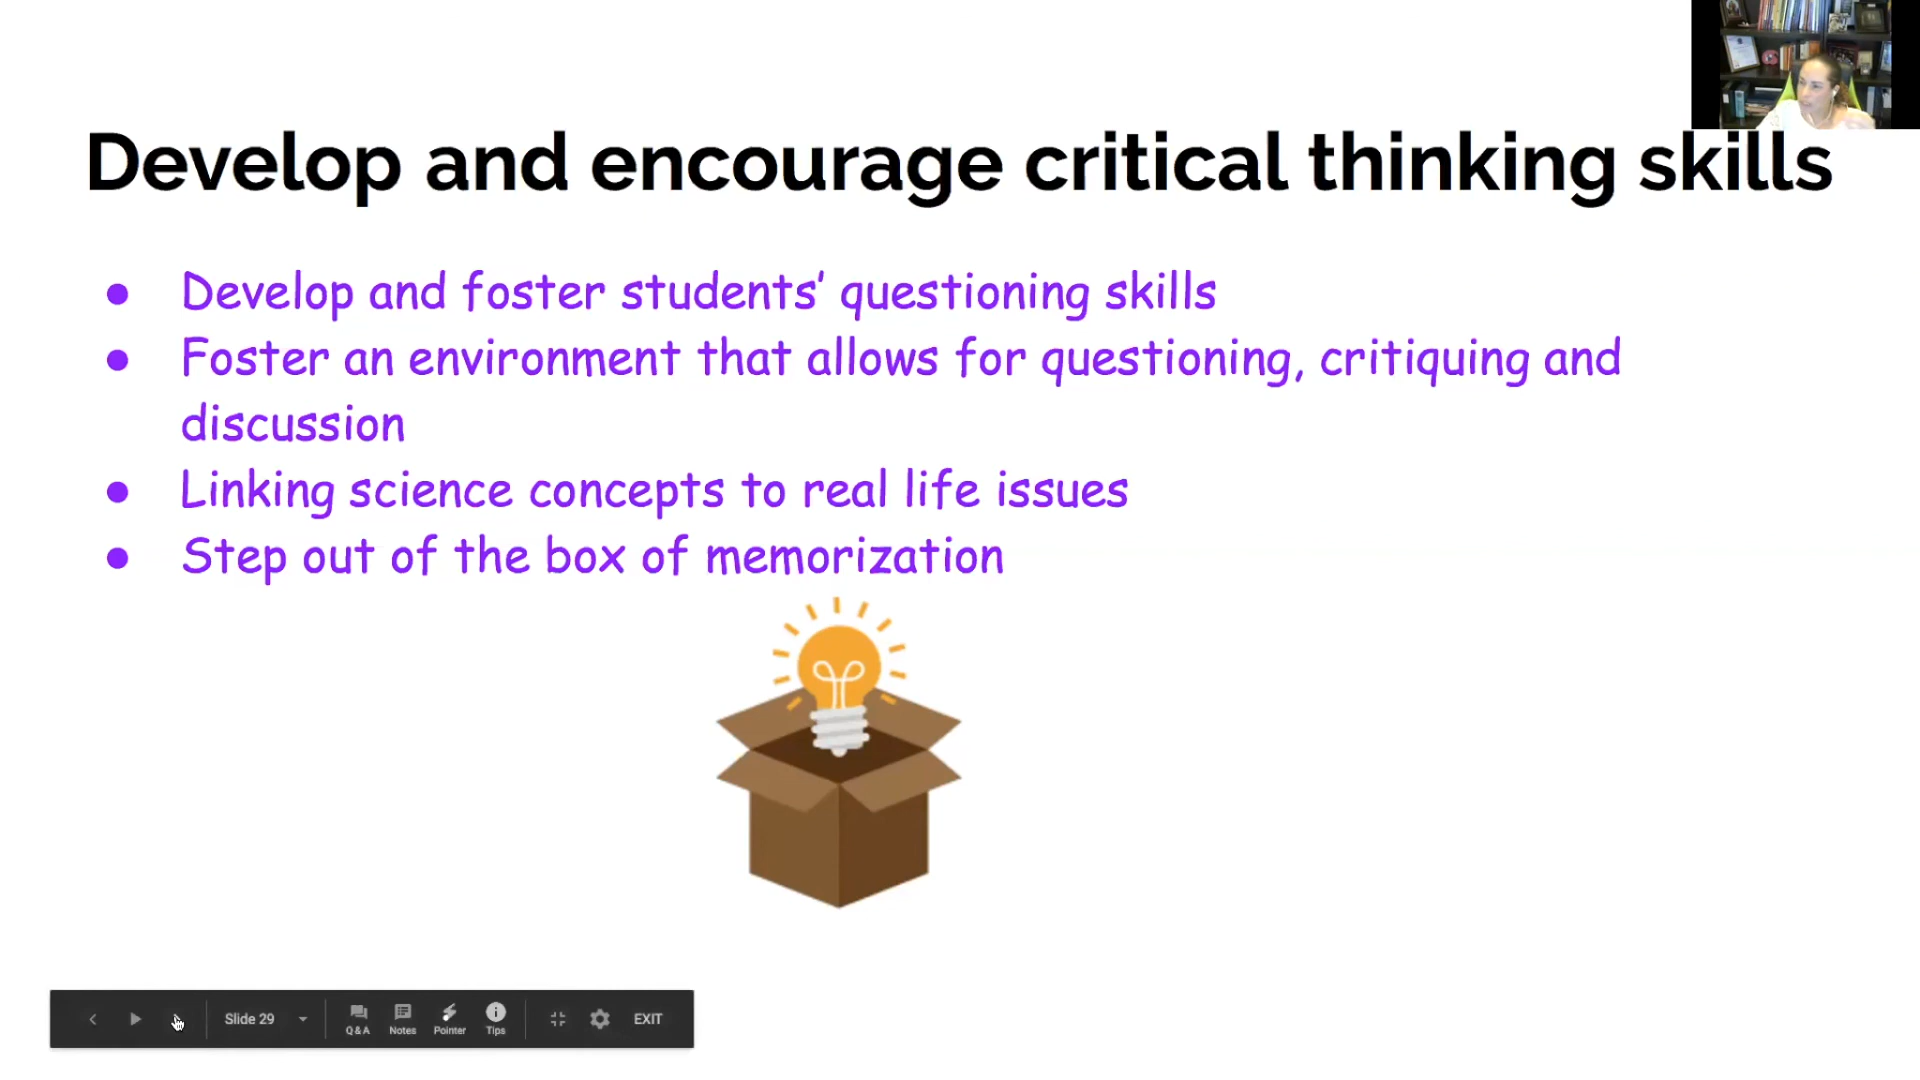 Develop and encourage critical thinking skills
● Develop and foster students’ questioning skills
● Foster an environment that allows for questioning, critiquing and
discussion
● Linking science concepts to real life issues
● Step out of the box of memorization
Slide 29 Q&A Notes Pointer Tips EXIT